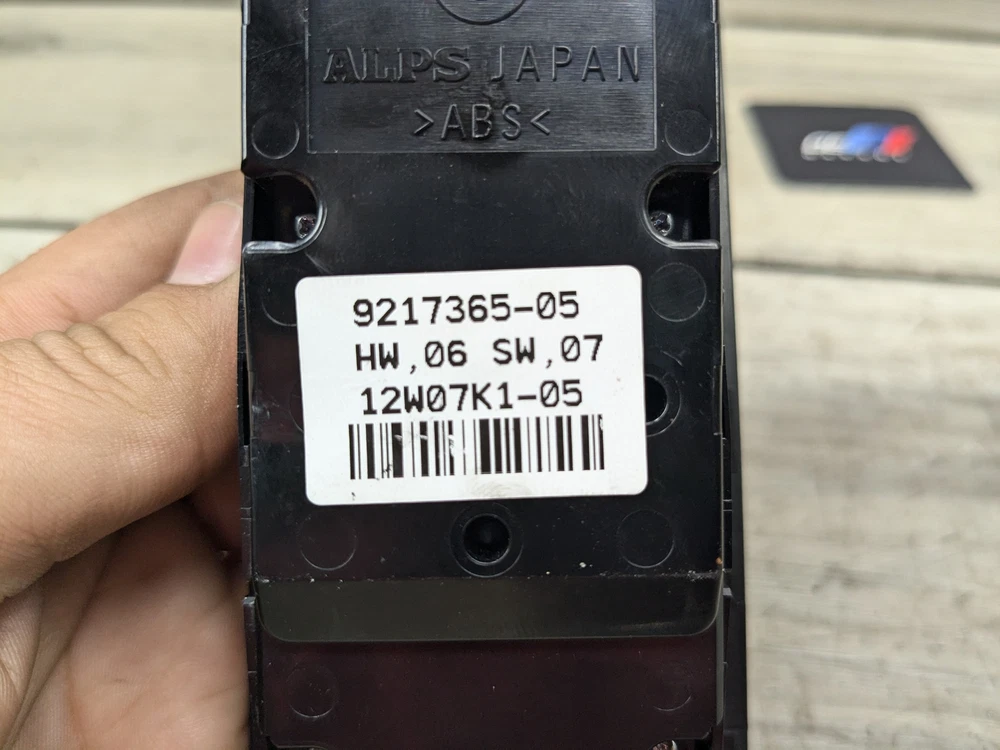 ALPS JAPAN
>ABS<
9217365-05
HW,06 SW,07
12W07K1-05